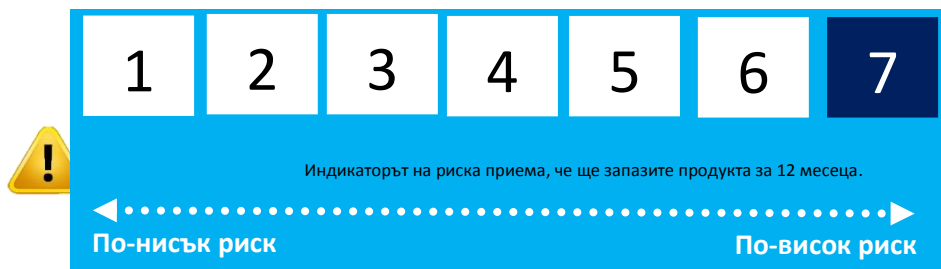 1 2 3 4 5 6 7
!
Индикаторът на риска приема, че ще запазите продукта за 12 месеца.
По-нисък риск
По-висок риск